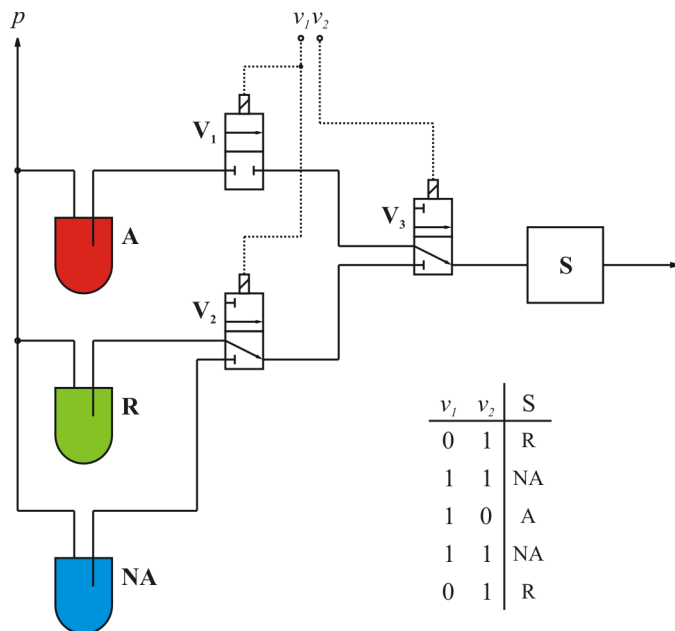 p
v₁ v₂
V₁
A
V₃
S
V₂
R
NA
v₁ v₂ S
0 1 R
1 1 NA
1 0 A
1 1 NA
0 1 R